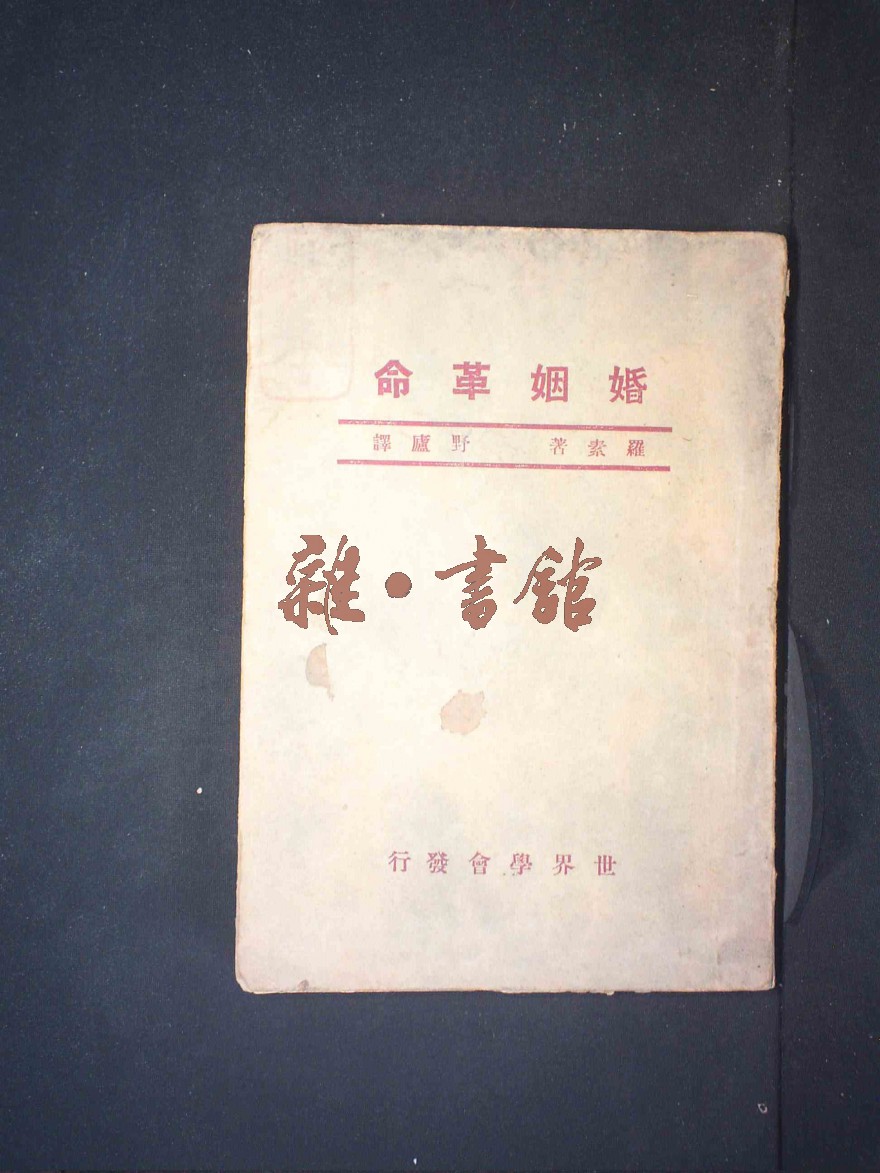 婚姻革命
羅素著　野廬譯
雜·書館
世界學會發行